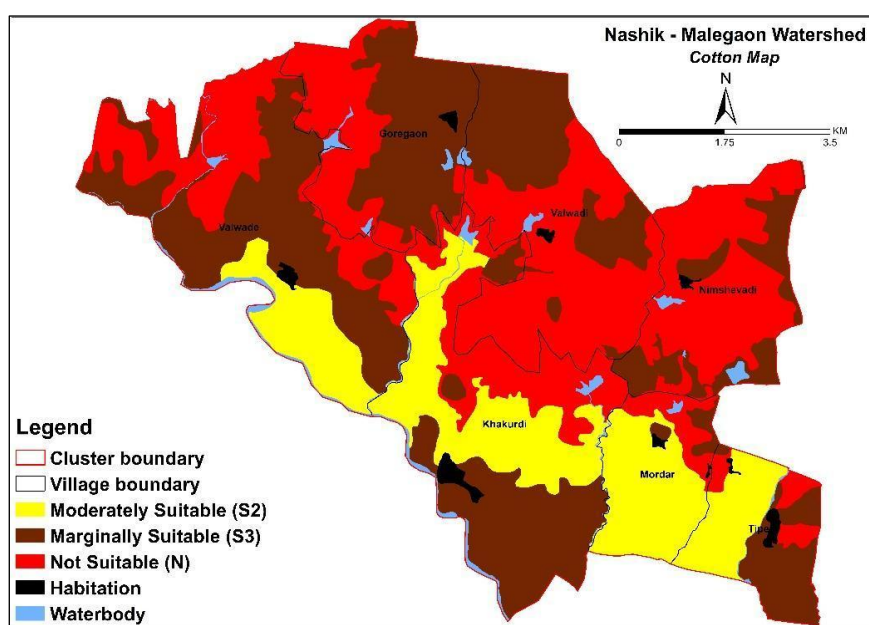 Nashik - Malegaon Watershed
Cotton Map
N
KM
0 1.75 3.5
Goregaon
Valwade
Valwadi
Nimshevadi
Khakurdi
Mordar
Tipe
Legend
Cluster boundary
Village boundary
Moderately Suitable (S2)
Marginally Suitable (S3)
Not Suitable (N)
Habitation
Waterbody